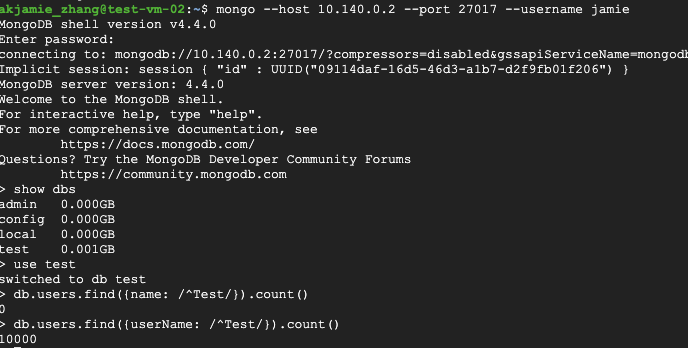 akjamie_zhang@test-vm-02:~$ mongo --host 10.140.0.2 --port 27017 --username jamie
MongoDB shell version v4.4.0
Enter password:
connecting to: mongodb://10.140.0.2:27017/?compressors=disabled&gssapiServiceName=mongodb
Implicit session: session { "id" : UUID("09114daf-16d5-46d3-a1b7-d2f9fb01f206") }
MongoDB server version: 4.4.0
Welcome to the MongoDB shell.
For interactive help, type "help".
For more comprehensive documentation, see
        https://docs.mongodb.com/
Questions? Try the MongoDB Developer Community Forums
        https://community.mongodb.com
> show dbs
admin   0.000GB
config  0.000GB
local   0.000GB
test    0.001GB
> use test
switched to db test
> db.users.find({name: /^Test/}).count()
0
> db.users.find({userName: /^Test/}).count()
10000